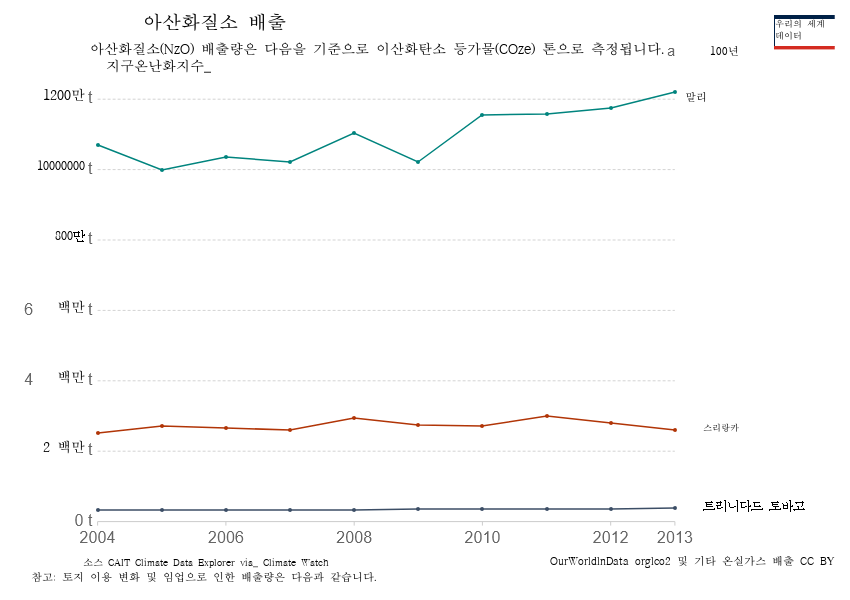 아산화질소 배출
우리의 세계
데이터
아산화질소(NzO) 배출량은 다음을 기준으로 이산화탄소 등가물(COze) 톤으로 측정됩니다. a 100년
지구온난화지수_
1200만 t
말리
10000000 t
800만 t
6 백만 t
4 백만 t
스리랑카
2 백만 t
트리니다드 토바고
0 t
2004 2006 2008 2010 2012 2013
소스 CAIT Climate Data Explorer via_ Climate Watch
OurWorldInData orglco2 및 기타 온실가스 배출 CC BY
참고: 토지 이용 변화 및 임업으로 인한 배출량은 다음과 같습니다.